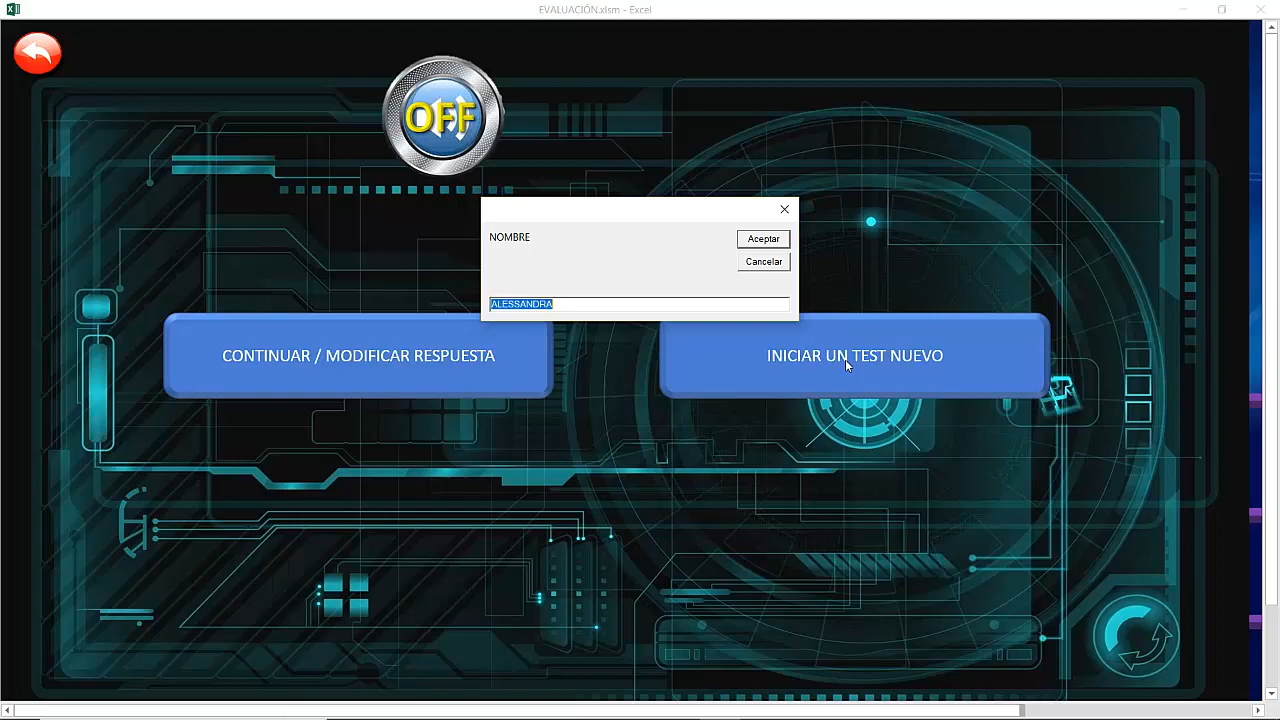 EVALUACIÓN.xlsm - Excel
OFF
NOMBRE
Aceptar
Cancelar
ALESSANDRA
CONTINUAR / MODIFICAR RESPUESTA
INICIAR UN TEST NUEVO